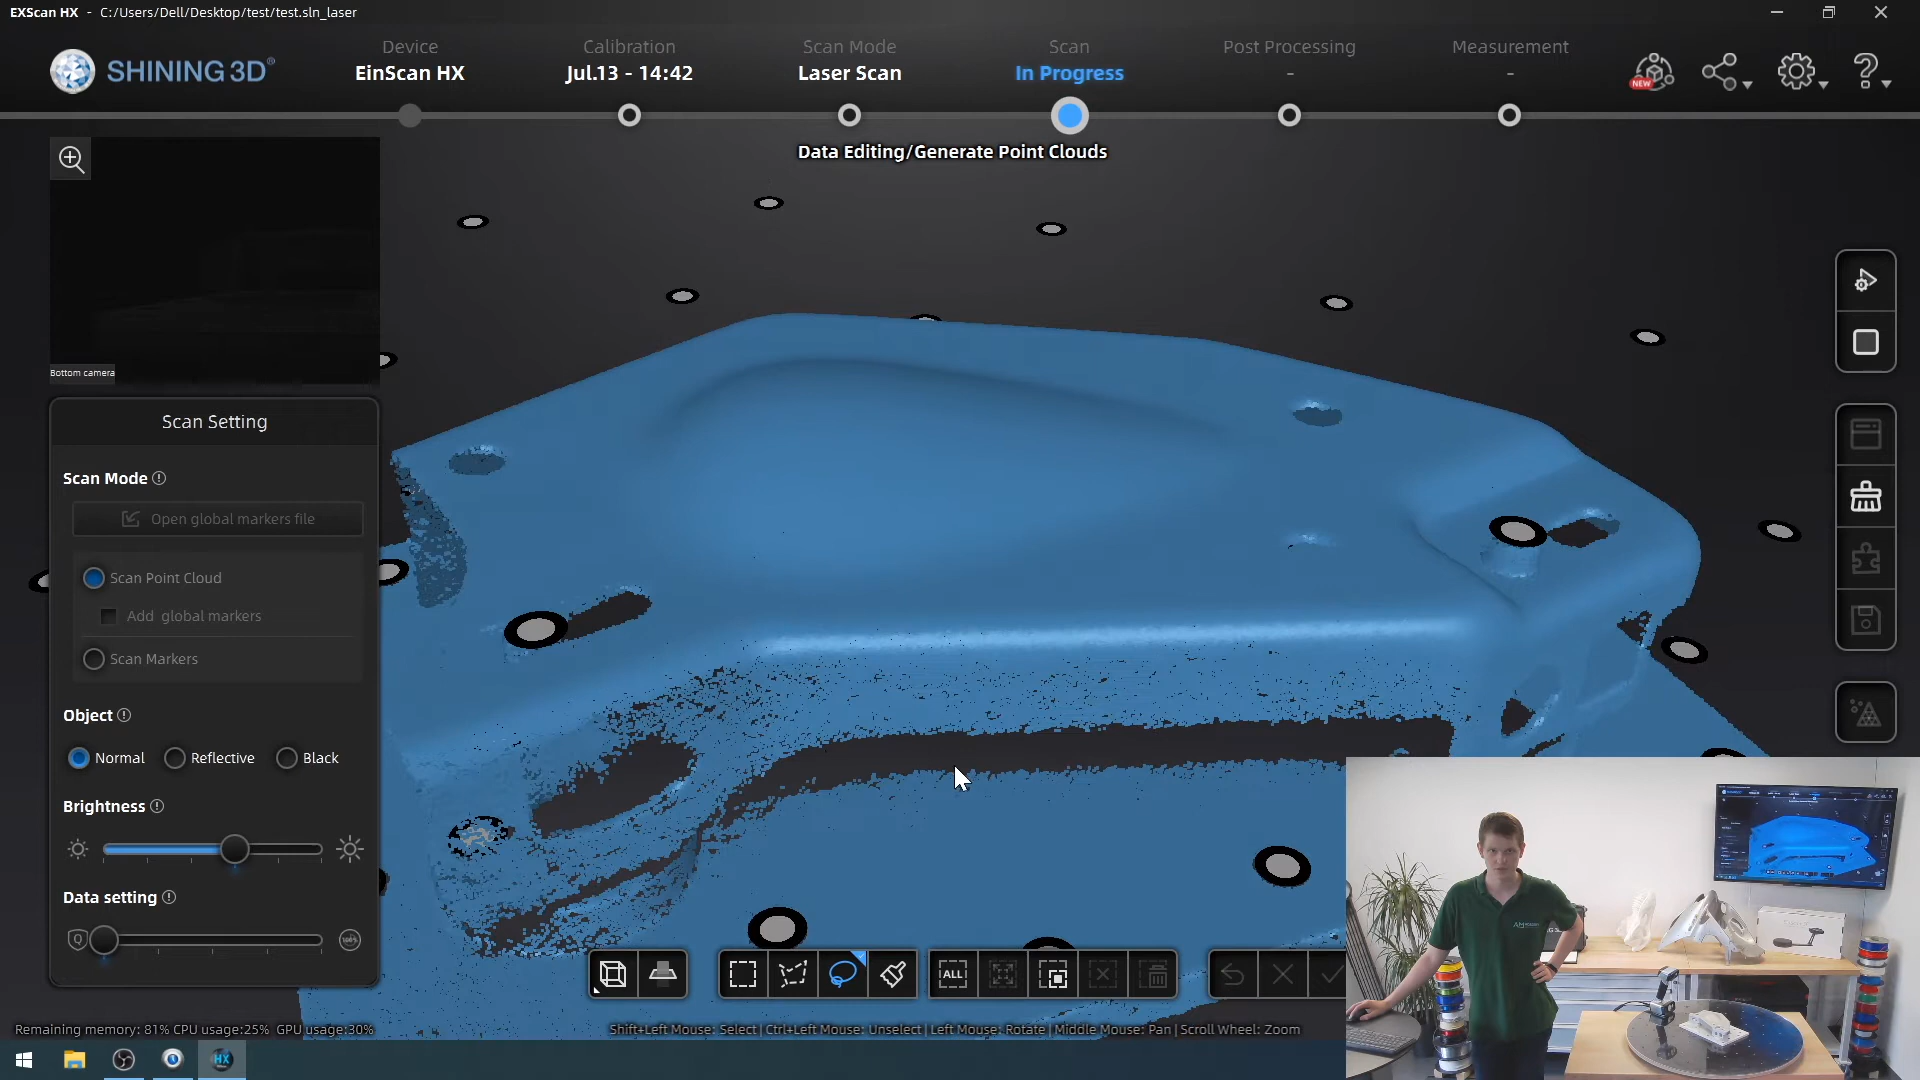 EXScan HX - C:/Users/Dell/Desktop/test/test.sln_laser
SHINING 3D®
Device
EinScan HX
Calibration
Jul.13 - 14:42
Scan Mode
Laser Scan
Scan
In Progress
Post Processing
-
Measurement
-
NEW
Data Editing/Generate Point Clouds
Bottom camera
Scan Setting
Scan Mode
Open global markers file
Scan Point Cloud
Add global markers
Scan Markers
Object
Normal
Reflective
Black
Brightness
Data setting
Q
100%
ALL
Remaining memory: 81% CPU usage:25% GPU usage:30%
Shift+Left Mouse: Select | Ctrl+Left Mouse: Unselect | Left Mouse: Rotate | Middle Mouse: Pan | Scroll Wheel: Zoom
HX